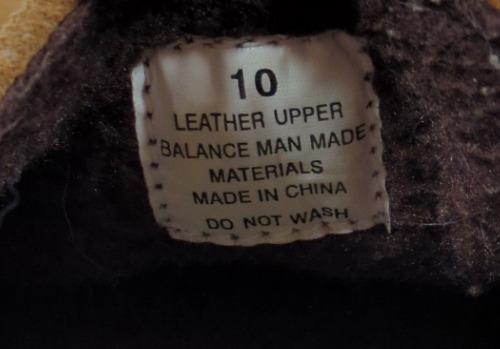 10
LEATHER UPPER
BALANCE MAN MADE
MATERIALS
MADE IN CHINA
DO NOT WASH